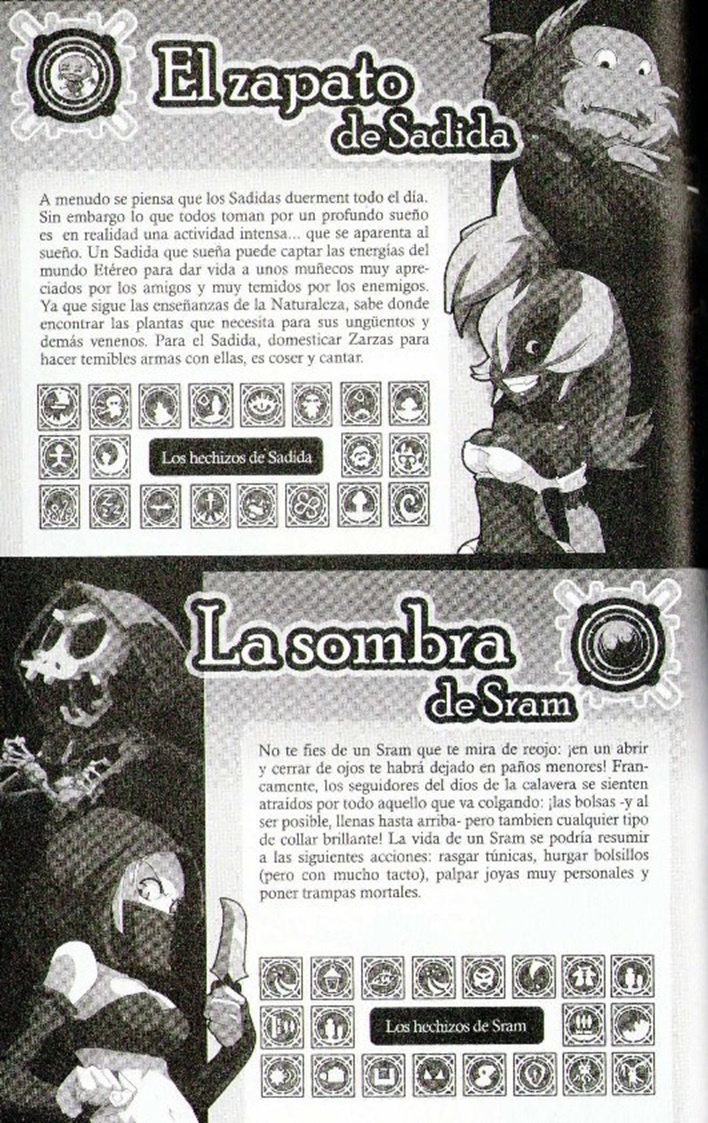 El zapato
de Sadida
A menudo se piensa que los Sadidas duerment todo el día.
Sin embargo lo que todos toman por un profundo sueño
es en realidad una actividad intensa... que se aparenta al
sueño. Un Sadida que sueña puede captar las energías del
mundo Etéreo para dar vida a unos muñecos muy apre-
ciados por los amigos y muy temidos por los enemigos.
Ya que sigue las enseñanzas de la Naturaleza, sabe donde
encontrar las plantas que necesita para sus ungüentos y
demás venenos. Para el Sadida, domesticar Zarzas para
hacer temibles armas con ellas, es coser y cantar.
Los hechizos de Sadida
La sombra
de Sram
No te fies de un Sram que te mira de reojo: ¡en un abrir
y cerrar de ojos te habrá dejado en paños menores! Fran-
camente, los seguidores del dios de la calavera se sienten
atraídos por todo aquello que va colgando: ¡las bolsas -y al
ser posible, llenas hasta arriba- pero tambien cualquier tipo
de collar brillante! La vida de un Sram se podría resumir
a las siguientes acciones: rasgar túnicas, hurgar bolsillos
(pero con mucho tacto), palpar joyas muy personales y
poner trampas mortales.
Los hechizos de Sram